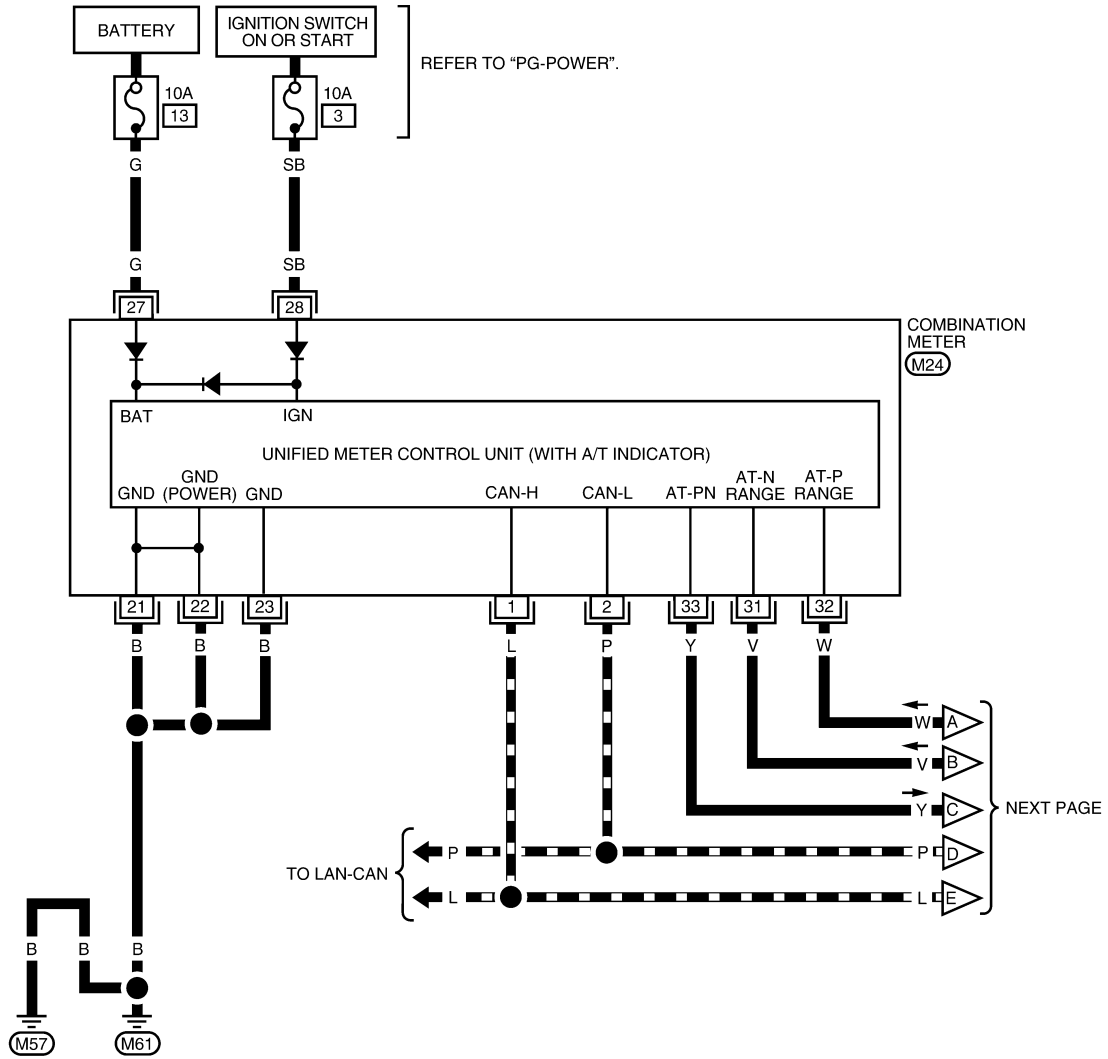 BATTERY
IGNITION SWITCH
ON OR START
REFER TO “PG-POWER”.
10A
13
10A
3
G
SB
G
SB
27
28
COMBINATION
METER
M24
BAT
IGN
UNIFIED METER CONTROL UNIT (WITH A/T INDICATOR)
GND
GND
(POWER)
GND
CAN-H
CAN-L
AT-PN
AT-N
RANGE
AT-P
RANGE
21
22
23
1
2
33
31
32
B
B
B
L
P
Y
V
W
W
A
V
B
Y
C
NEXT PAGE
P
P
D
TO LAN-CAN
L
L
E
B
B
B
M57
M61